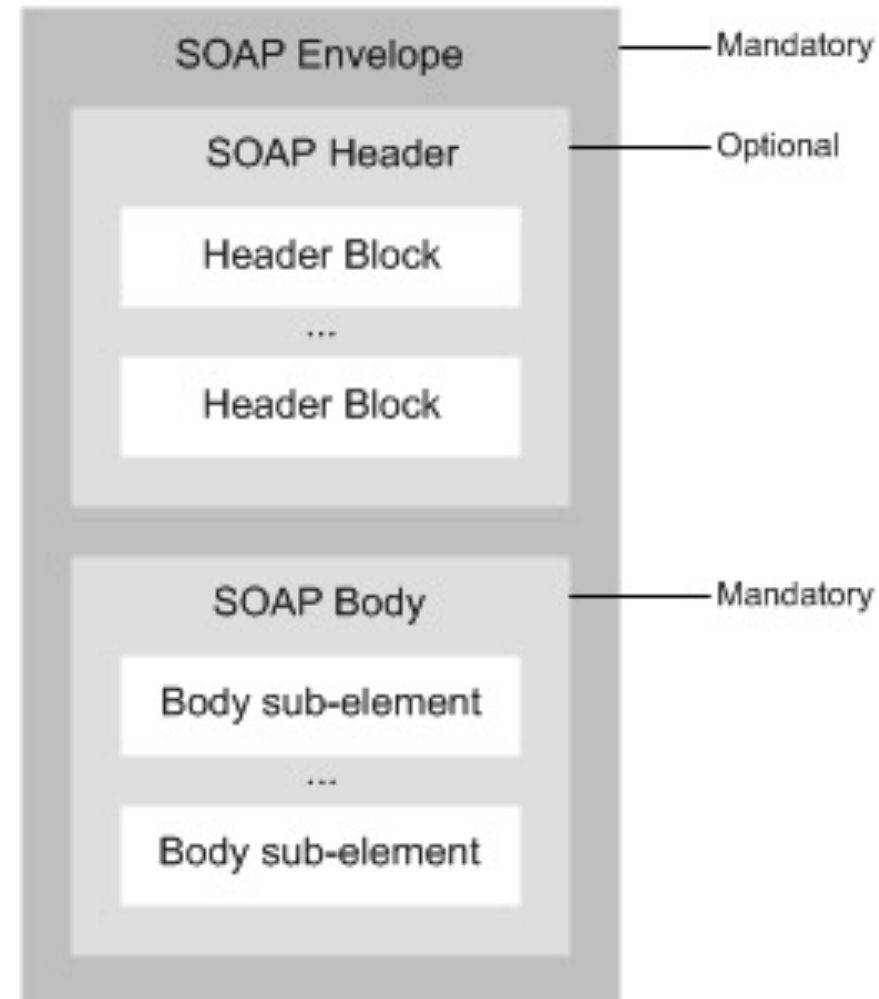 SOAP Envelope
Mandatory
SOAP Header
Optional
Header Block
...
Header Block
SOAP Body
Mandatory
Body sub-element
...
Body sub-element